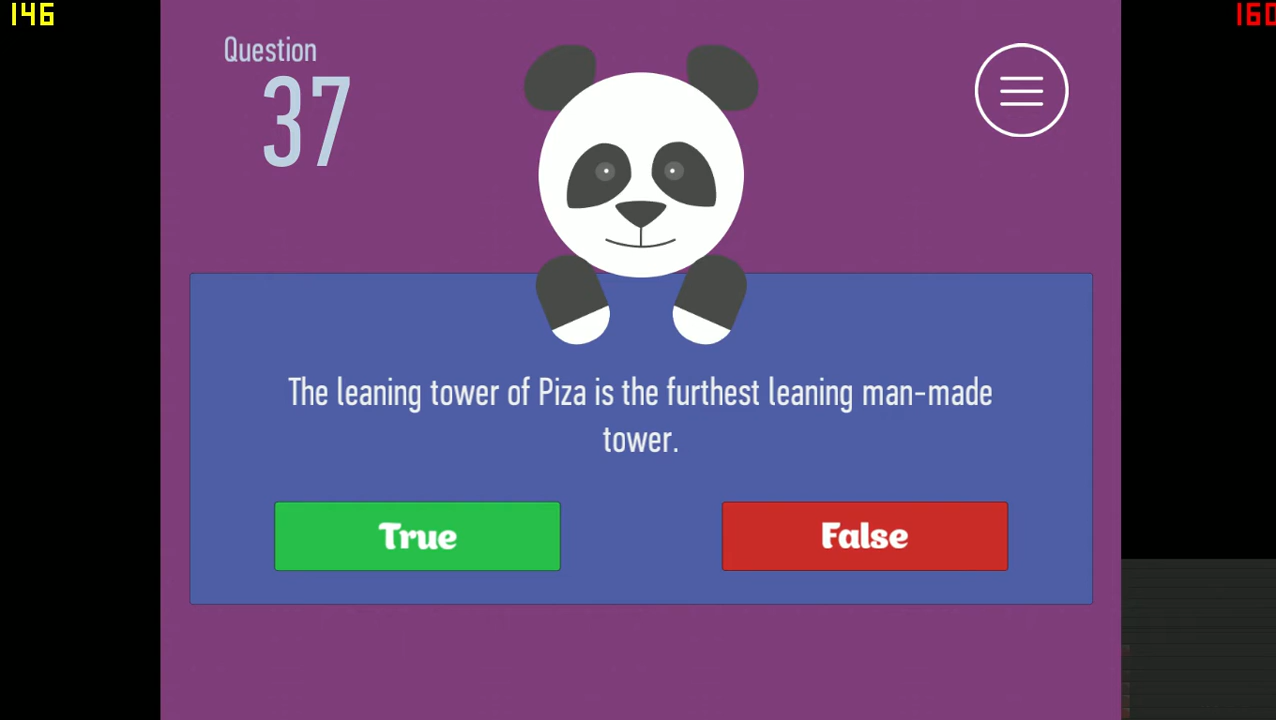 146
160
Question
37
The leaning tower of Piza is the furthest leaning man-made
tower.
True
False